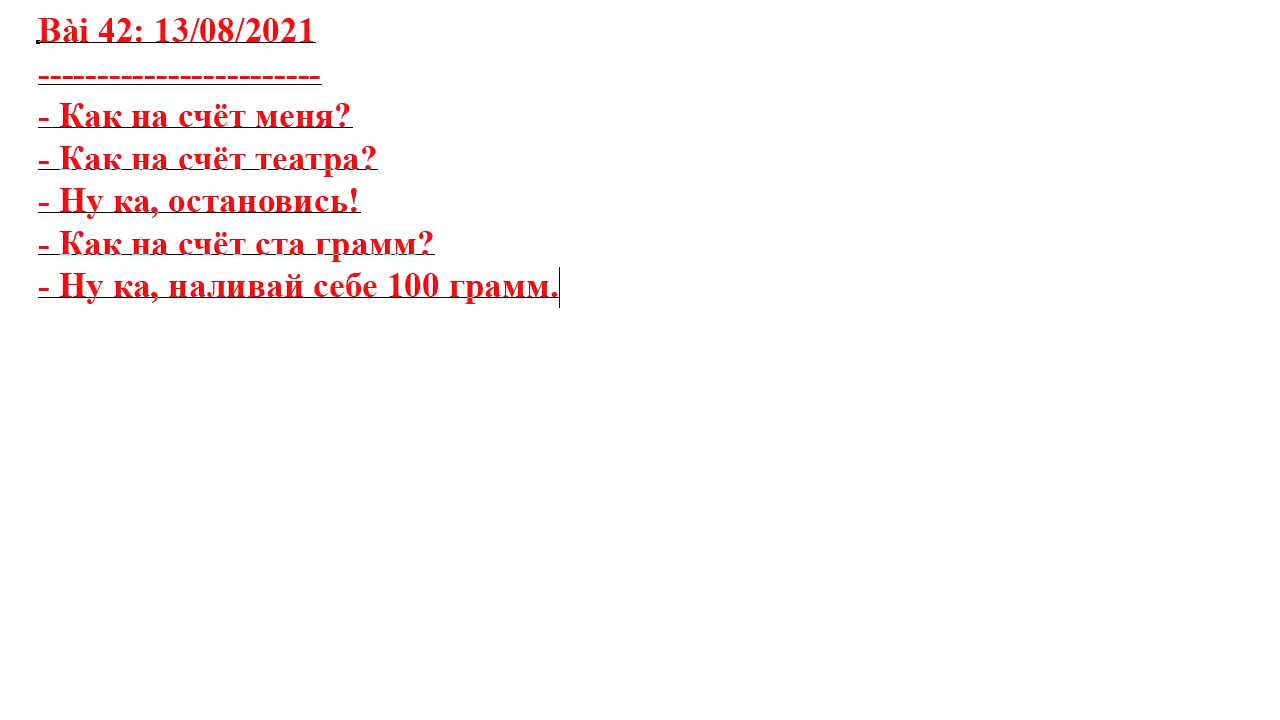 Bài 42: 13/08/2021
------------------------
- Как на счёт меня?
- Как на счёт театра?
- Ну ка, остановись!
- Как на счёт ста грамм?
- Ну ка, наливай себе 100 грамм.